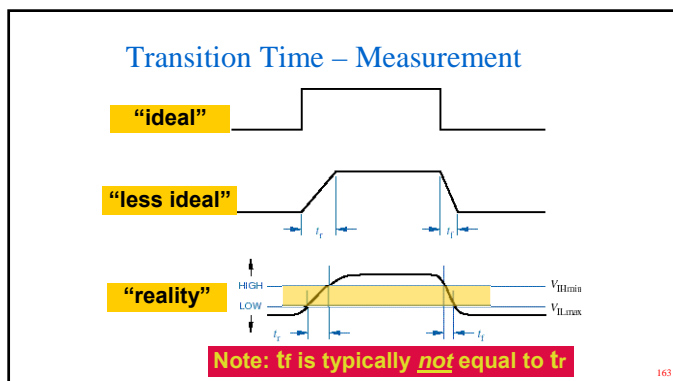 Transition Time – Measurement
“ideal”
“less ideal”
tr
tf
HIGH
VIHmin
“reality”
LOW
VILmax
tr
tf
Note: tf is typically not equal to tr
163